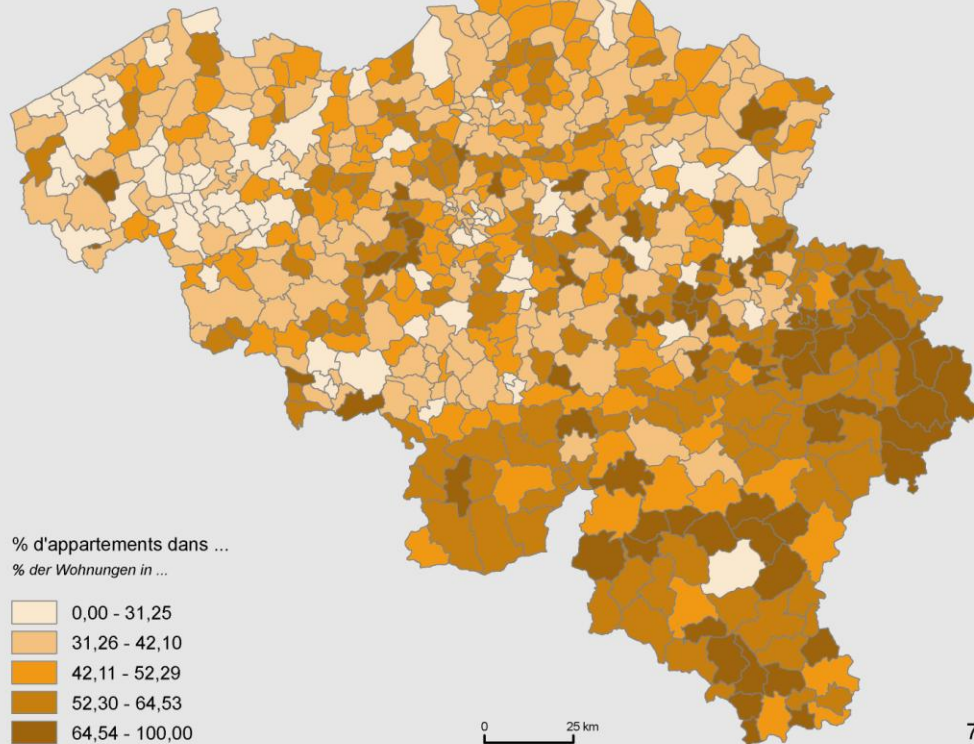 % d'appartements dans ...
% der Wohnungen in ...
0,00 - 31,25
31,26 - 42,10
42,11 - 52,29
52,30 - 64,53
64,54 - 100,00
0 25 km
7